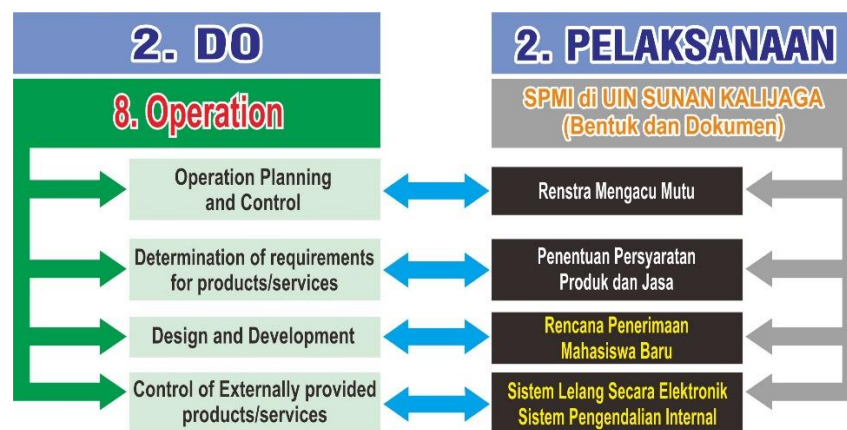 2. DO
8. Operation
Operation Planning
and Control
Determination of requirements
for products/services
Design and Development
Control of Externally provided
products/services
2. PELAKSANAAN
SPMI di UIN SUNAN KALIJAGA
(Bentuk dan Dokumen)
Renstra Mengacu Mutu
Penentuan Persyaratan
Produk dan Jasa
Rencana Penerimaan
Mahasiswa Baru
Sistem Lelang Secara Elektronik
Sistem Pengendalian Internal